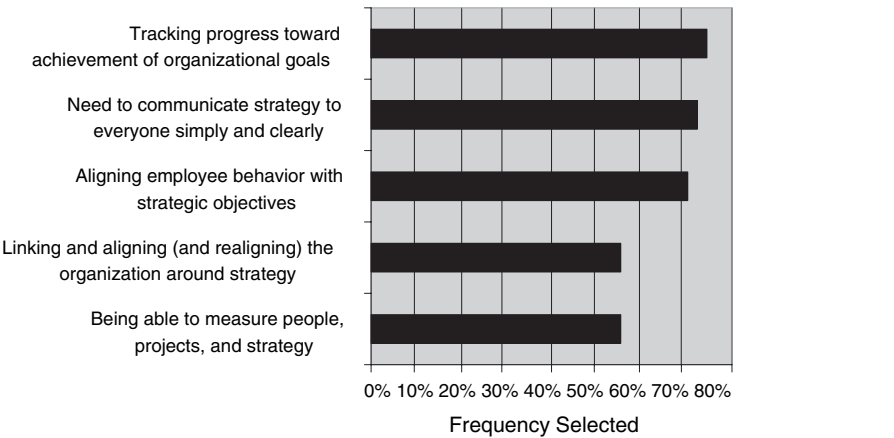 Tracking progress toward
achievement of organizational goals
Need to communicate strategy to
everyone simply and clearly
Aligning employee behavior with
strategic objectives
Linking and aligning (and realigning) the
organization around strategy
Being able to measure people,
projects, and strategy
0% 10% 20% 30% 40% 50% 60% 70% 80%
Frequency Selected